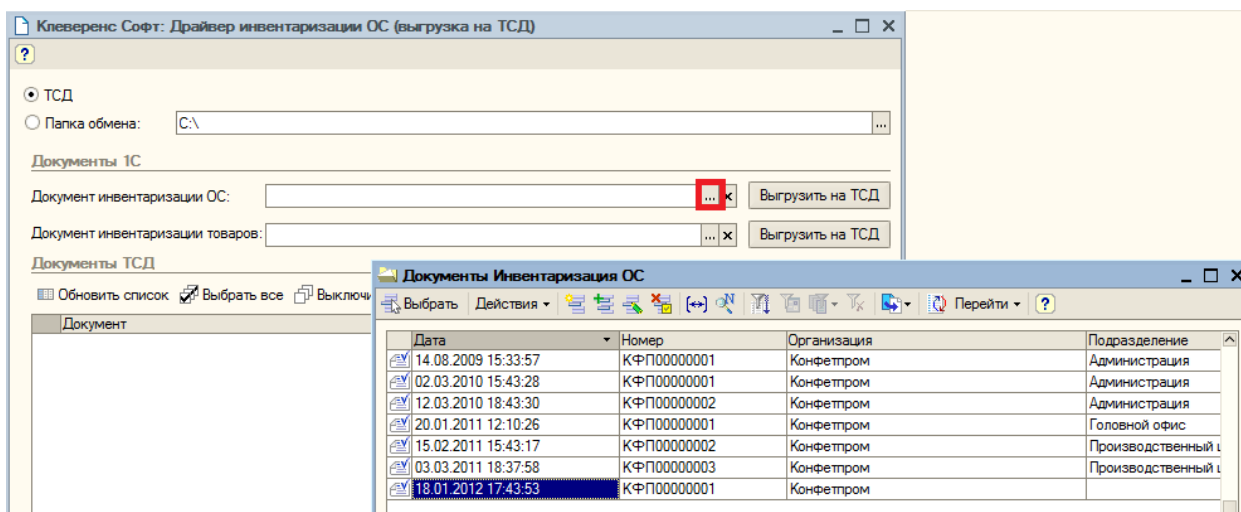 Клеверенс Софт: Драйвер инвентаризации ОС (выгрузка на ТСД)
?
ТСД
Папка обмена: C:\ ...
Документы 1С
Документ инвентаризации ОС: ... x Выгрузить на ТСД
Документ инвентаризации товаров: ... x Выгрузить на ТСД
Документы ТСД
Обновить список Выбрать все Выключи
Документ
Документы Инвентаризация ОС
Выбрать Действия Перейти ?
Дата Номер Организация Подразделение
14.08.2009 15:33:57 КФП00000001 Конфетпром Администрация
02.03.2010 15:43:28 КФП00000001 Конфетпром Администрация
12.03.2010 18:43:30 КФП00000002 Конфетпром Администрация
20.01.2011 12:10:26 КФП00000001 Конфетпром Головной офис
15.02.2011 15:43:17 КФП00000002 Конфетпром Производственный
03.03.2011 18:37:58 КФП00000003 Конфетпром Производственный
18.01.2012 17:43:53 КФП00000001 Конфетпром